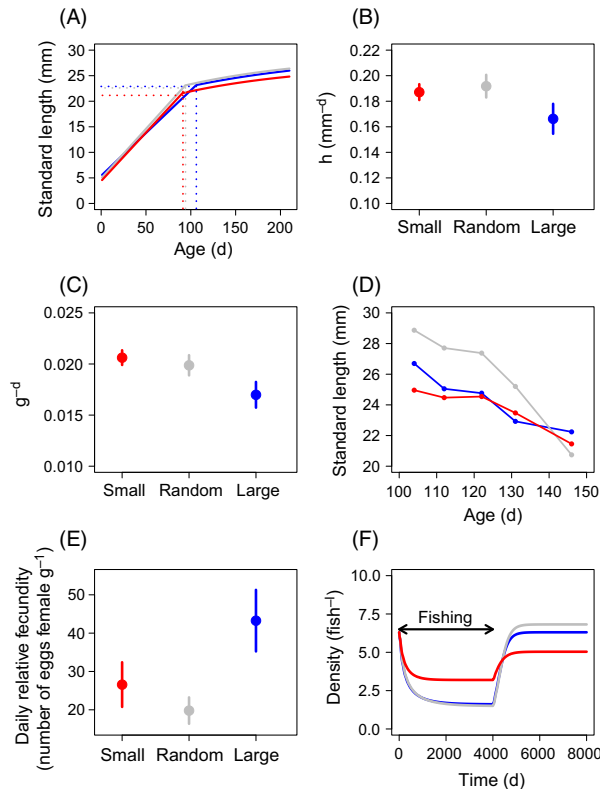 (A)
Standard length (mm)
30
25
20
15
10
5
0
0 50 100 150 200
Age (d)
(B)
h (mm⁻ᵈ)
0.22
0.20
0.18
0.16
0.14
0.12
0.10
Small Random Large
(C)
g⁻ᵈ
0.025
0.020
0.015
0.010
Small Random Large
(D)
Standard length (mm)
30
28
26
24
22
20
100 110 120 130 140 150
Age (d)
(E)
Daily relative fecundity
(number of eggs female g⁻¹)
50
40
30
20
Small Random Large
(F)
Density (fish⁻ˡ)
10.0
7.5
5.0
2.5
0.0
Fishing
0 2000 4000 6000 8000
Time (d)